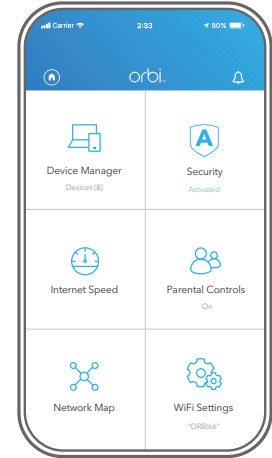 Carrier 2:33 80%
orbi
Device Manager
Devices (8)
A
Security
Activated
Internet Speed
Parental Controls
On
Network Map
WiFi Settings
"ORBI66"